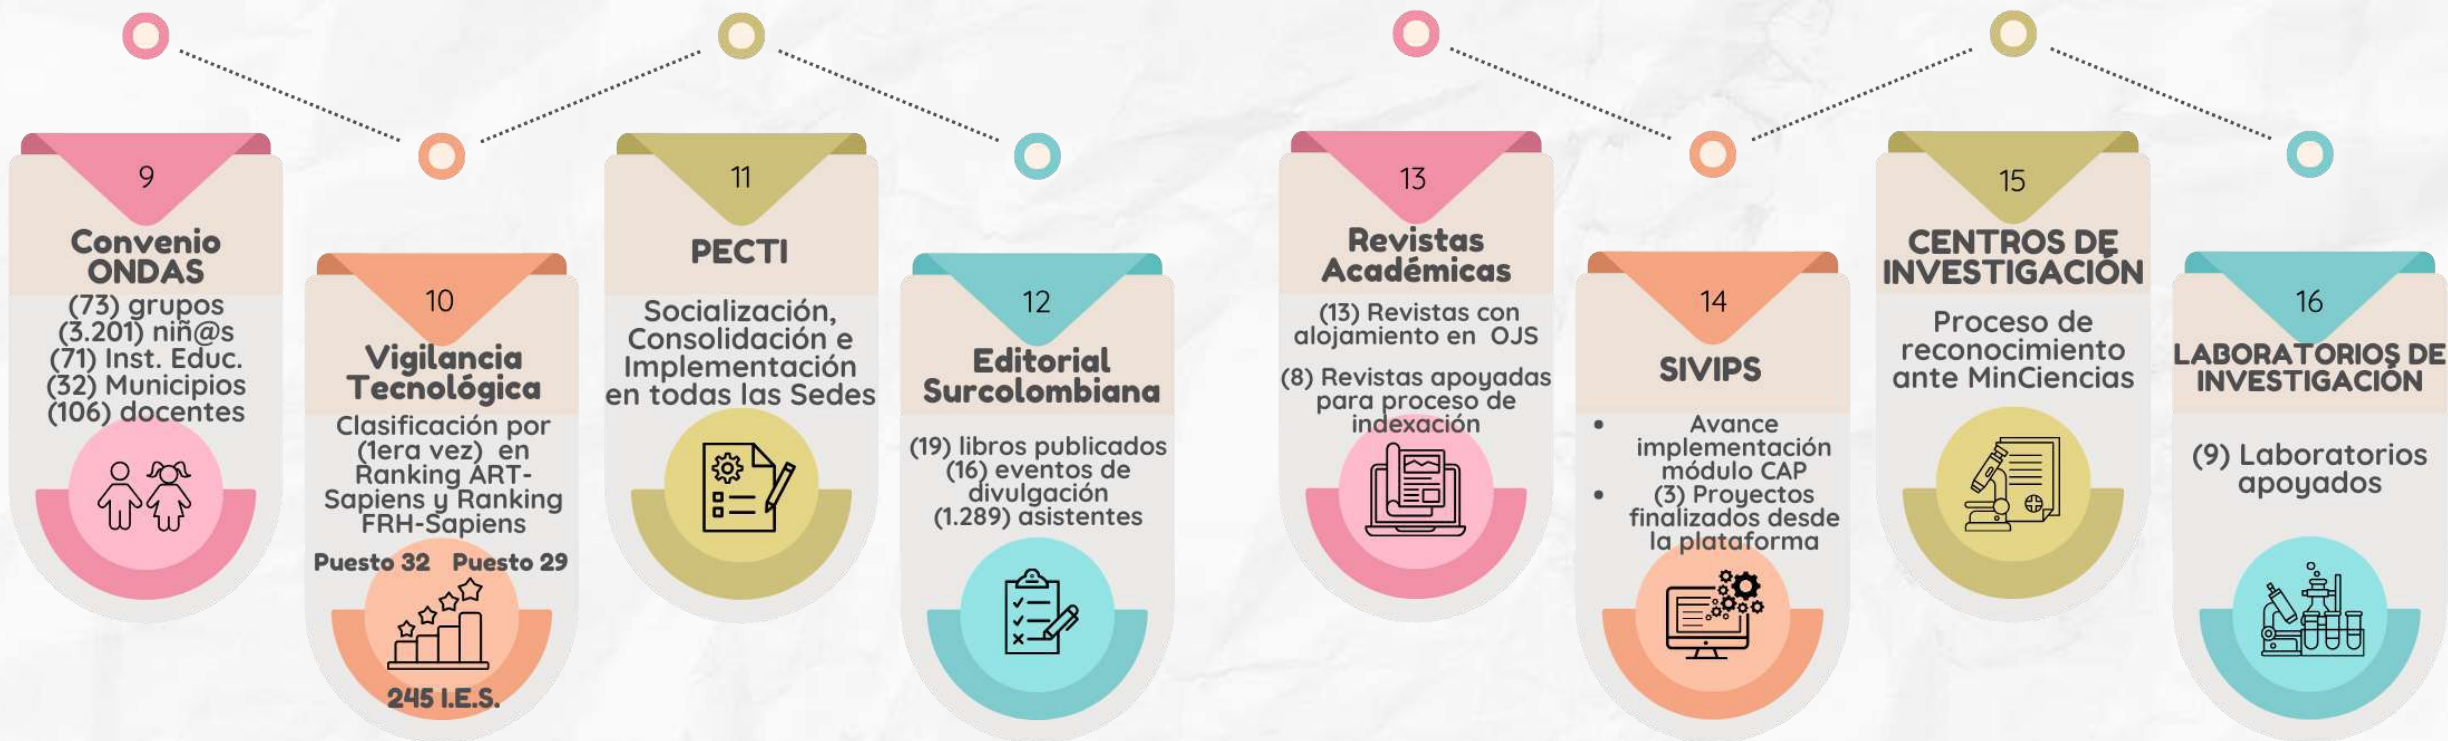 9
Convenio
ONDAS
(73) grupos
(3.201) niñ@s
(71) Inst. Educ.
(32) Municipios
(106) docentes
10
Vigilancia
Tecnológica
Clasificación por
(1era vez) en
Ranking ART-
Sapiens y Ranking
FRH-Sapiens
Puesto 32 Puesto 29
245 I.E.S.
11
PECTI
Socialización,
Consolidación e
Implementación
en todas las Sedes
12
Editorial
Surcolombiana
(19) libros publicados
(16) eventos de
divulgación
(1.289) asistentes
13
Revistas
Académicas
(13) Revistas con
alojamiento en OJS
(8) Revistas apoyadas
para proceso de
indexación
14
SIVIPS
• Avance
implementación
módulo CAP
• (3) Proyectos
finalizados desde
la plataforma
15
CENTROS DE
INVESTIGACIÓN
Proceso de
reconocimiento
ante MinCiencias
16
LABORATORIOS DE
INVESTIGACIÓN
(9) Laboratorios
apoyados